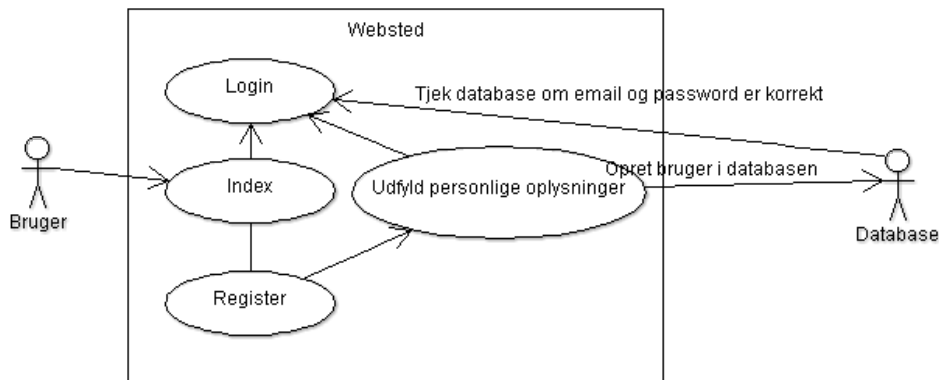 Websted
Login
Tjek database om email og password er korrekt
Index
Udfyld personlige oplysninger
Opret bruger i databasen
Bruger
Database
Register